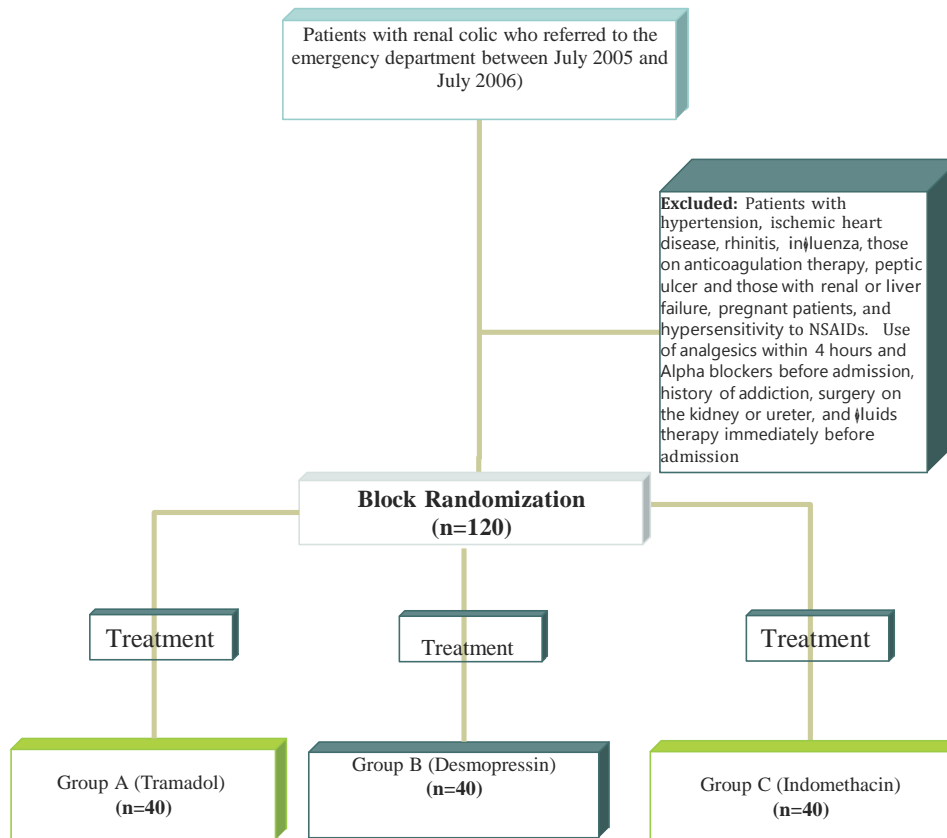 Patients with renal colic who referred to the
emergency department between July 2005 and
July 2006)
Excluded: Patients with
hypertension, ischemic heart
disease, rhinitis, influenza, those
on anticoagulation therapy, peptic
ulcer and those with renal or liver
failure, pregnant patients, and
hypersensitivity to NSAIDs. Use
of analgesics within 4 hours and
Alpha blockers before admission,
history of addiction, surgery on
the kidney or ureter, and fluids
therapy immediately before
admission
Block Randomization
(n=120)
Treatment
Treatment
Treatment
Group A (Tramadol)
(n=40)
Group B (Desmopressin)
(n=40)
Group C (Indomethacin)
(n=40)